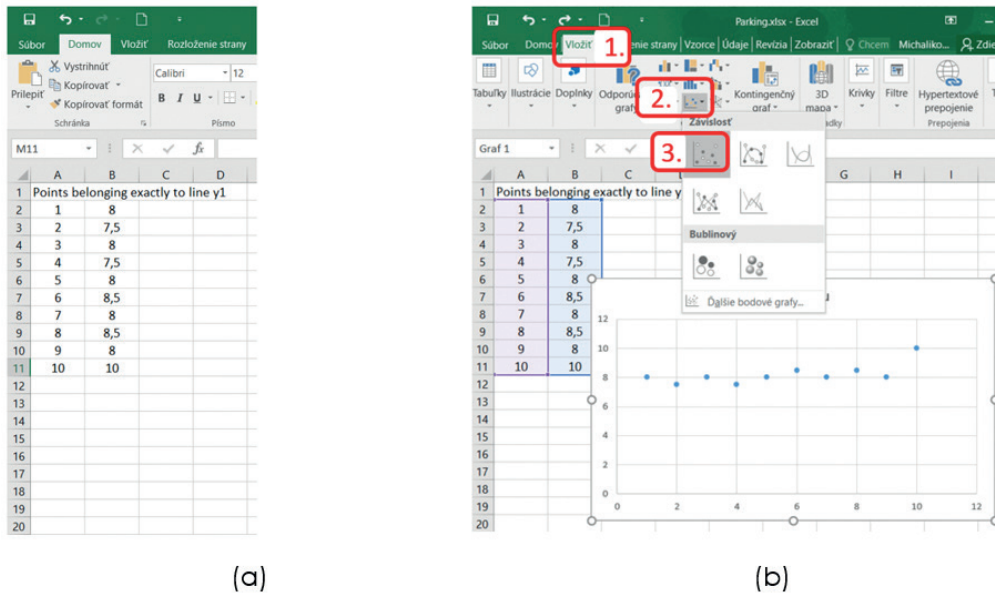 Súbor Domov Vložiť Rozloženie strany
Prilepiť
Vystrihnúť
Kopírovať
Kopírovať formát
Schránka
Calibri 12
B I U
Písmo
M11 fx
A B C D
1 Points belonging exactly to line y1
2 1 8
3 2 7,5
4 3 8
5 4 7,5
6 5 8
7 6 8,5
8 7 8
9 8 8,5
10 9 8
11 10 10
12
13
14
15
16
17
18
19
20
(a)
Parking.xlsx - Excel
Súbor Domov Vložiť 1. enie strany Vzorce Údaje Revízia Zobraziť Chcem Michaliko... Zdie
Tabuľky Ilustrácie Doplnky Odporú
grafy
2.
Kontingenčný
graf
3D
mapa
Krivky Filtre Hypertextové
prepojenie
Prepojenia
Graf 1
3.
Závislosť
Bublinový
Ďalšie bodové grafy...
A B C G H I
1 Points belonging exactly to line y
2 1 8
3 2 7,5
4 3 8
5 4 7,5
6 5 8
7 6 8,5
8 7 8
9 8 8,5
10 9 8
11 10 10
12
13
14
15
16
17
18
19
20
12
10
8
6
4
2
0
0 2 4 6 8 10 12
(b)